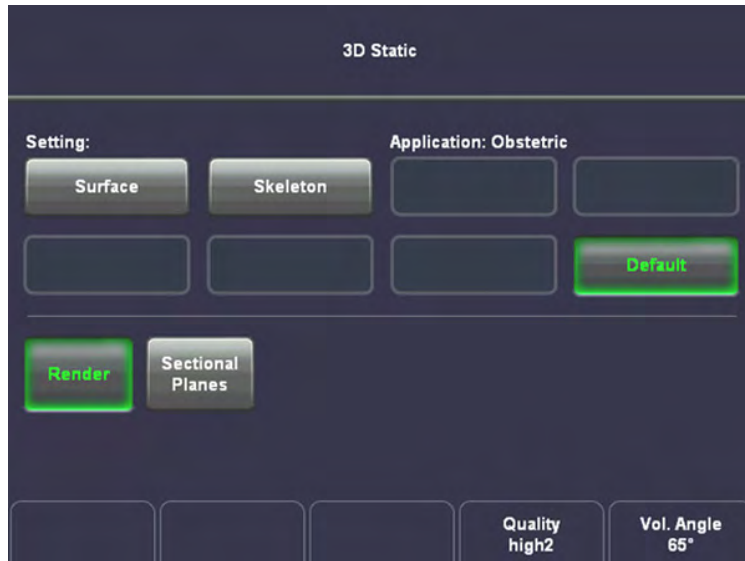 3D Static
Setting:
Application: Obstetric
Surface
Skeleton
Default
Render
Sectional
Planes
Quality
high2
Vol. Angle
65°